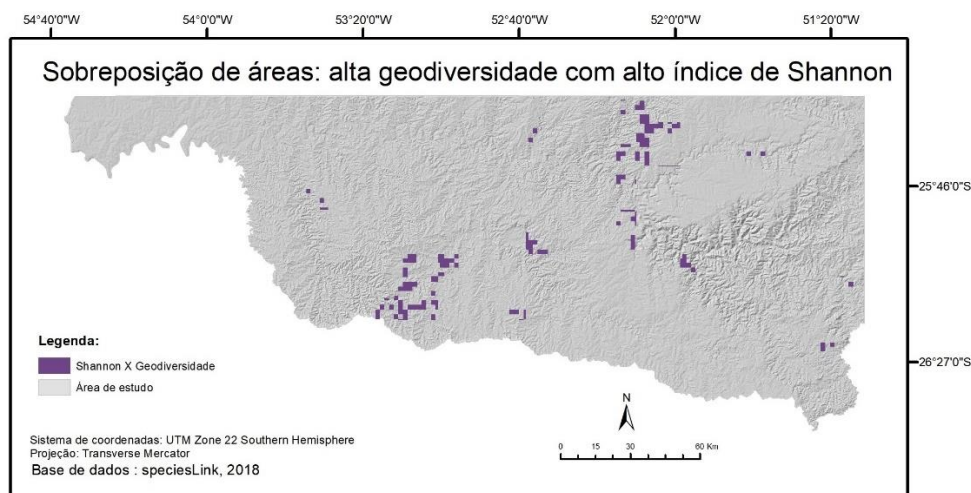 54°40'0"W 54°0'0"W 53°20'0"W 52°40'0"W 52°0'0"W 51°20'0"W
Sobreposição de áreas: alta geodiversidade com alto índice de Shannon
25°46'0"S
Legenda:
Shannon X Geodiversidade
26°27'0"S
Área de estudo
N
Sistema de coordenadas: UTM Zone 22 Southern Hemisphere
0 15 30 60 Km
Projeção: Transverse Mercator
Base de dados : speciesLink, 2018